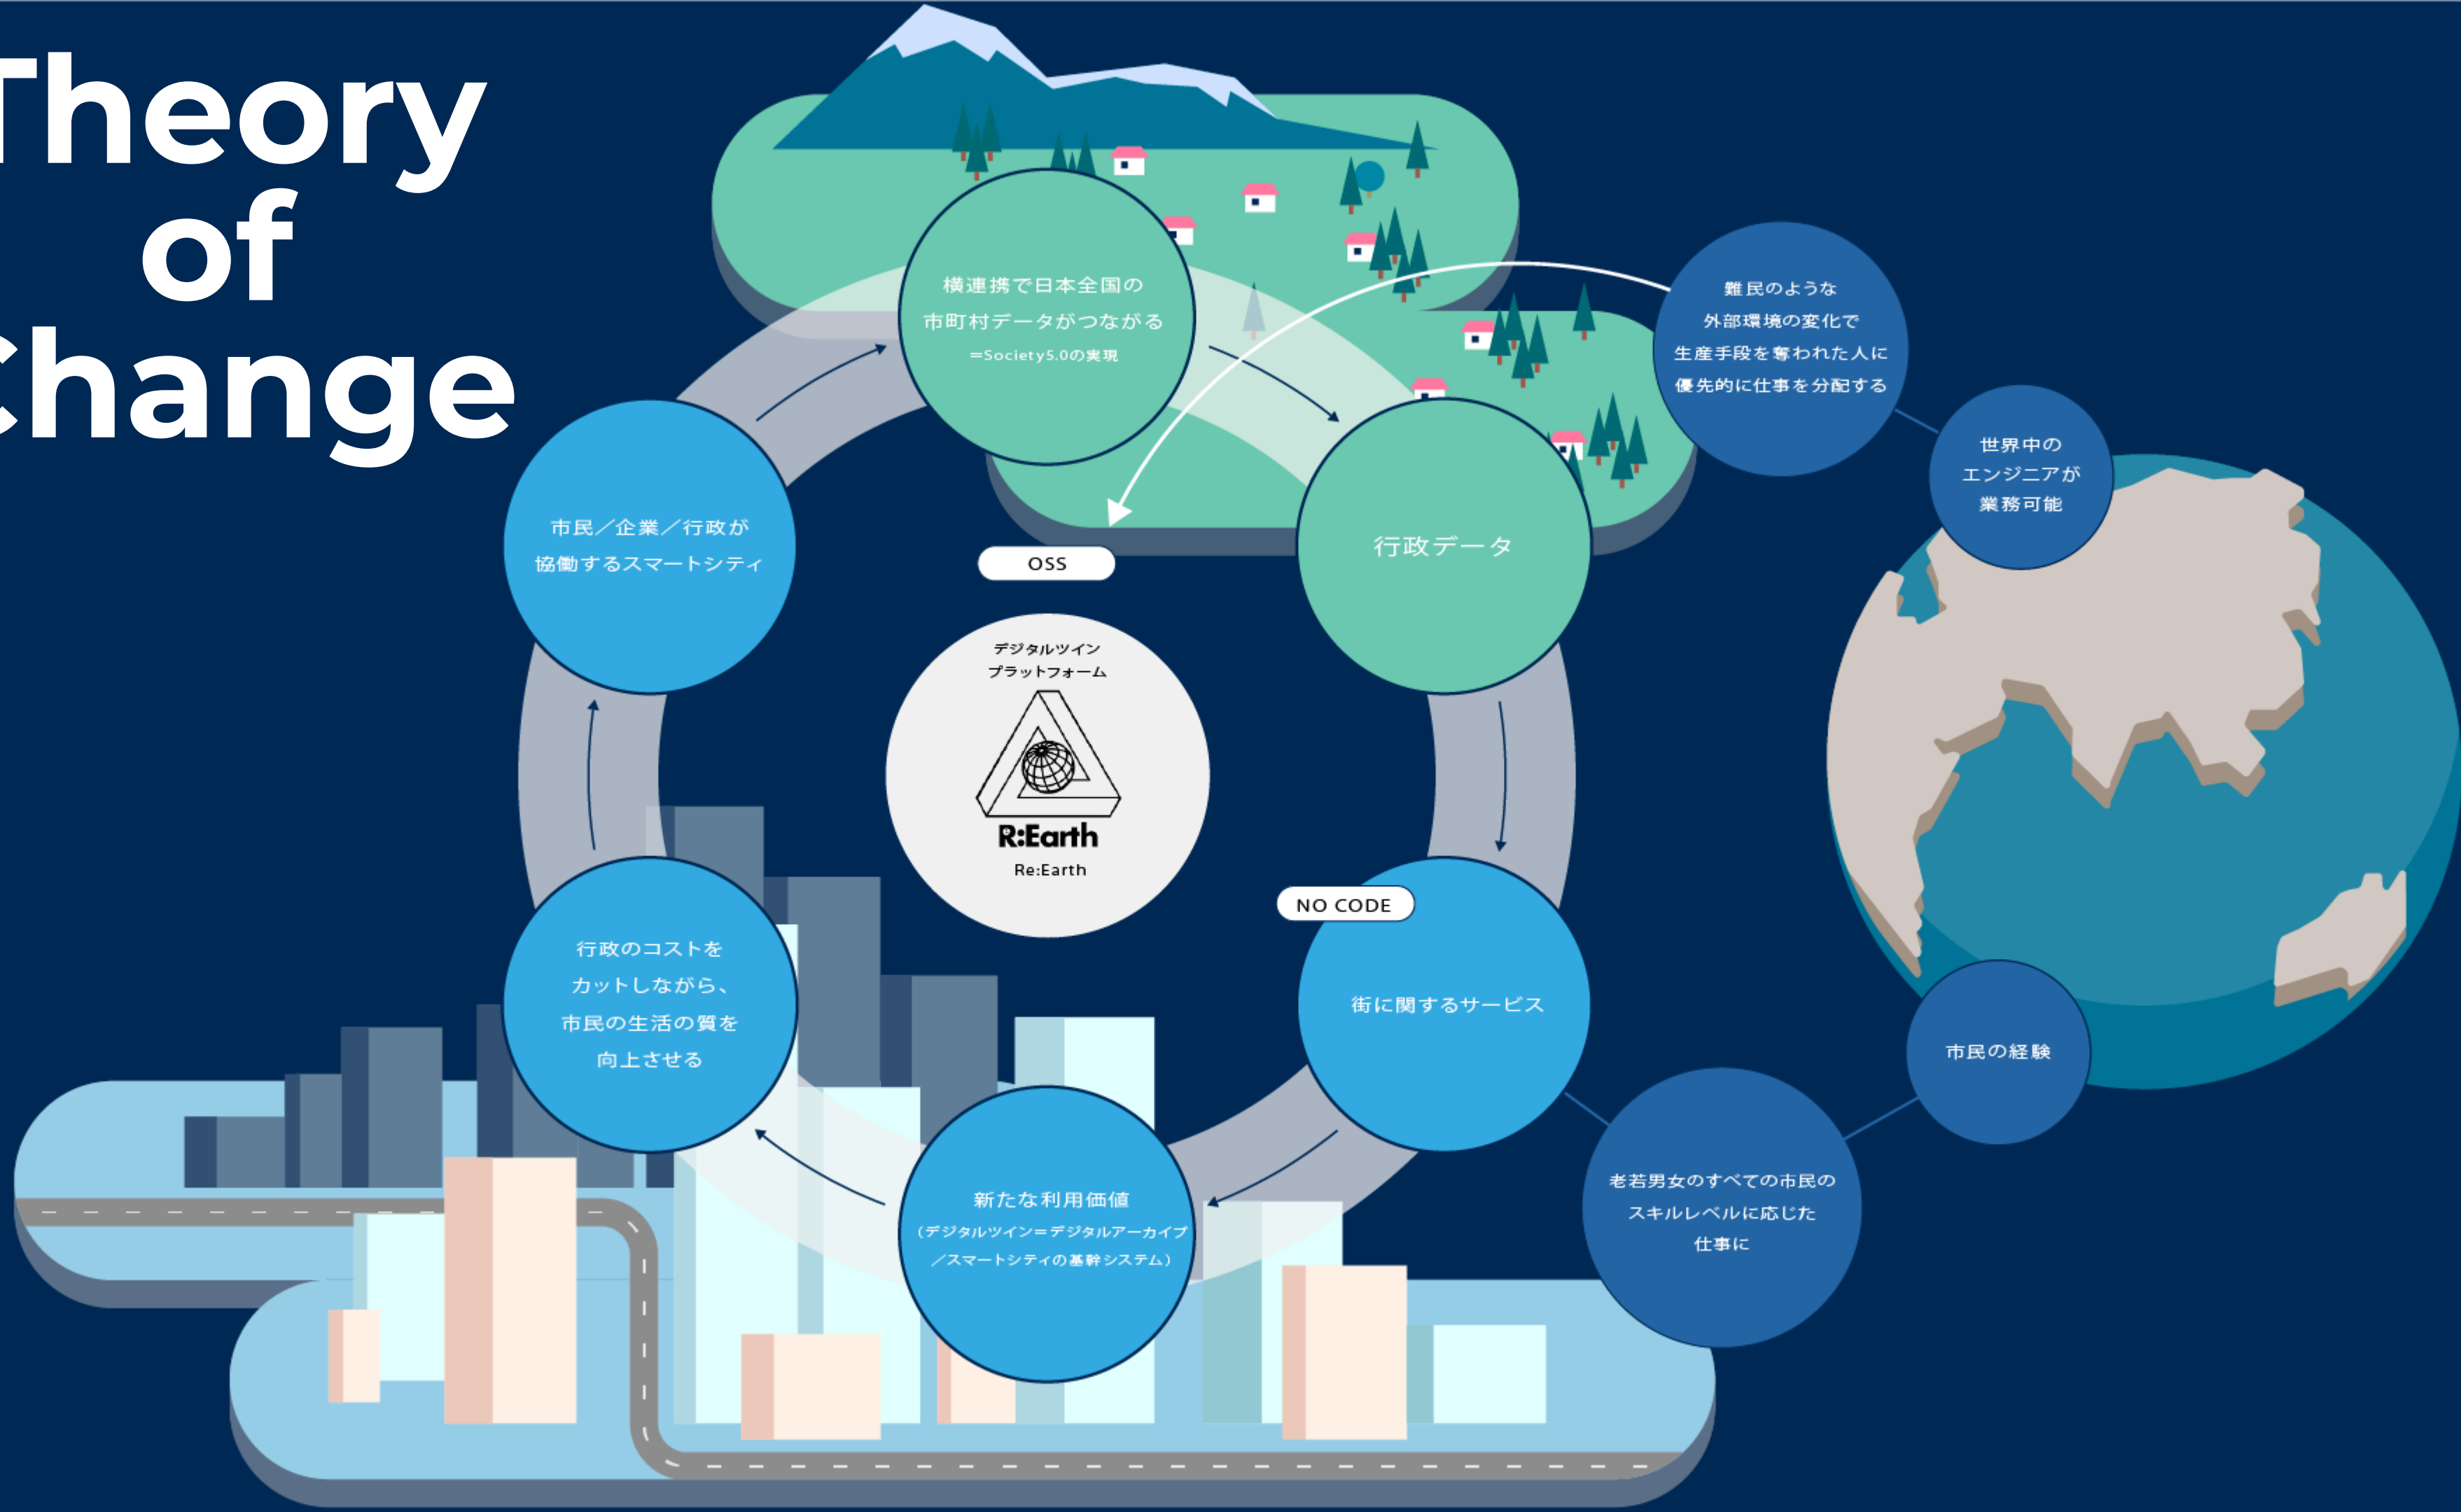 Theory
of
Change
横連携で日本全国の
市町村データがつながる
=Society5.0の実現
行政データ
NO CODE
街に関するサービス
新たな利用価値
(デジタルツイン=デジタルアーカイブ
/スマートシティの基幹システム)
行政のコストを
カットしながら、
市民の生活の質を
向上させる
市民/企業/行政が
協働するスマートシティ
OSS
デジタルツイン
プラットフォーム
R:Earth
Re:Earth
難民のような
外部環境の変化で
生産手段を奪われた人に
優先的に仕事を分配する
世界中の
エンジニアが
業務可能
市民の経験
老若男女のすべての市民の
スキルレベルに応じた
仕事に